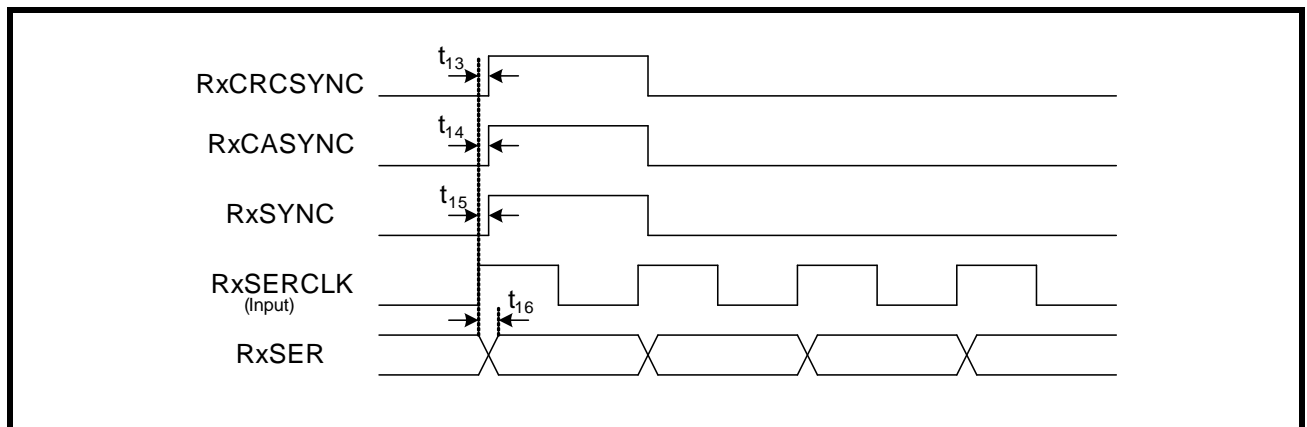 t13
RxCRCSYNC
t14
RxCASYNC
t15
RxSYNC
RxSERCLK
(Input)
t16
RxSER